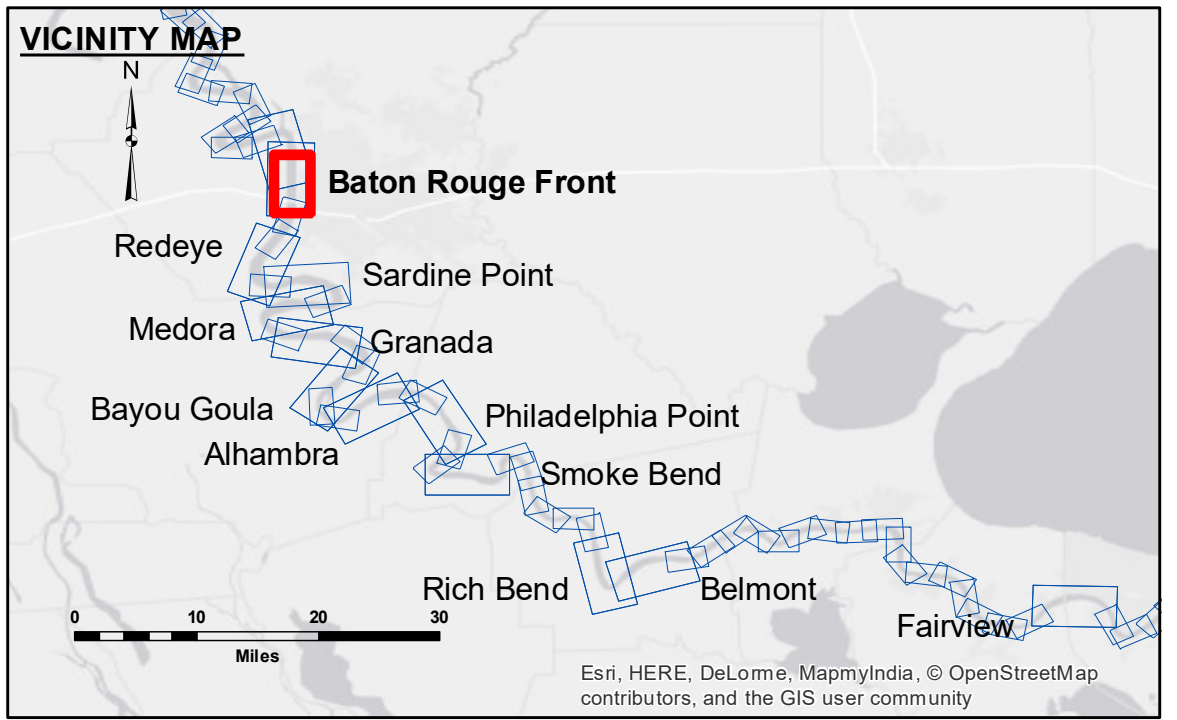 VICINITY MAP
N
Baton Rouge Front
Redeye
Sardine Point
Medora
Granada
Bayou Goula
Philadelphia Point
Alhambra
Smoke Bend
Rich Bend
Belmont
Fairview
0 10 20 30
Miles
Esri, HERE, DeLorme, MapmyIndia, © OpenStreetMap
contributors, and the GIS user community